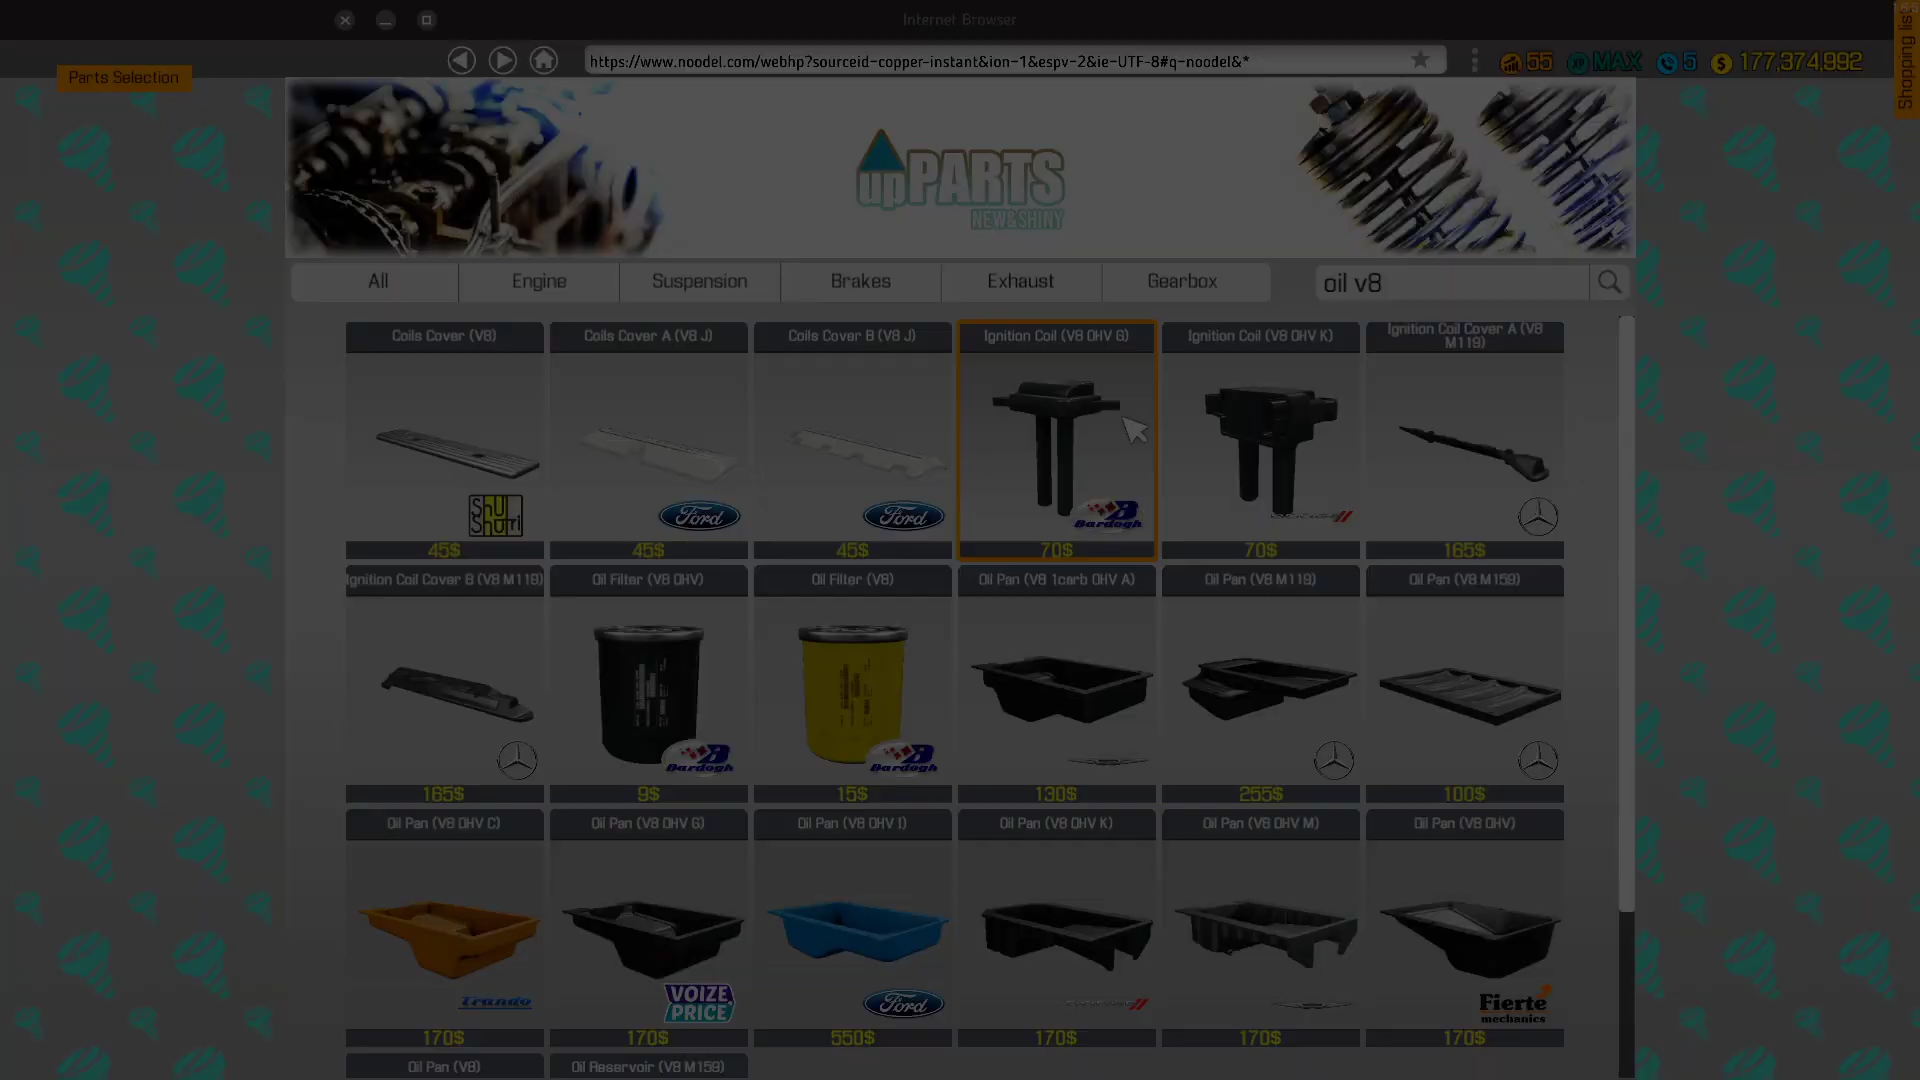 Internet Browser
Shopping list
Parts Selection
https://www.noodel.com/webhp?sourceid-copper-instant&ion-1&espv-2&ie-UTF-8#q-noodel&*
55
XP MAX
5
$ 177,374,992
upPARTS
NEW&SHINY
All
Engine
Suspension
Brakes
Exhaust
Gearbox
oil v8
Coils Cover (V8)
Coils Cover A (V8 J)
Coils Cover B (V8 J)
Ignition Coil (V8 OHV G)
Ignition Coil (V8 OHV K)
Ignition Coil Cover A (V8
M119)
Shu
Shutri
Ford
Ford
Bardogh
45$
45$
45$
70$
70$
165$
Ignition Coil Cover B (V8 M119)
Oil Filter (V8 OHV)
Oil Filter (V8)
Oil Pan (V8 1carb OHV A)
Oil Pan (V8 M119)
Oil Pan (V8 M159)
Bardogh
Bardogh
165$
9$
15$
130$
255$
100$
Oil Pan (V8 OHV C)
Oil Pan (V8 OHV G)
Oil Pan (V8 OHV I)
Oil Pan (V8 OHV K)
Oil Pan (V8 OHV M)
Oil Pan (V8 OHV)
Trando
VOIZE
PRICE
Ford
Fierte
mechanics
170$
170$
550$
170$
170$
170$
Oil Pan (V8)
Oil Reservoir (V8 M159)